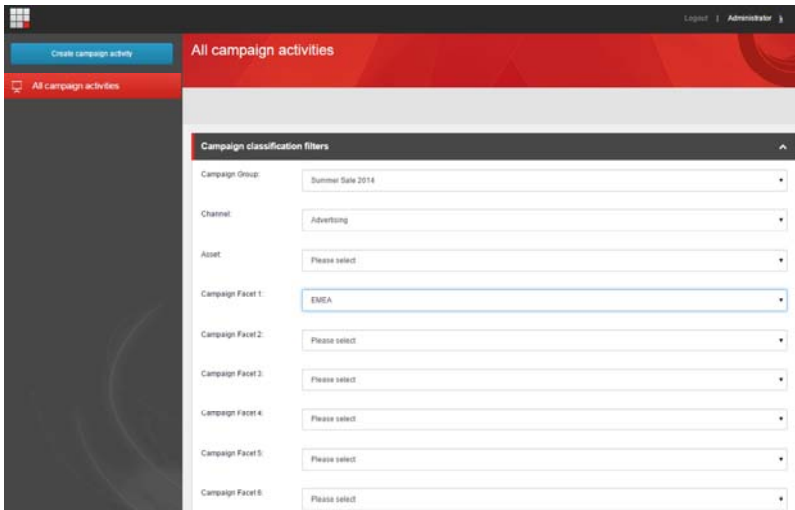 Logout | Administrator
Create campaign activity
All campaign activities
All campaign activities
Campaign classification filters
Campaign Group:
Summer Sale 2014
Channel:
Advertising
Asset:
Please select
Campaign Facet 1:
EMEA
Campaign Facet 2:
Please select
Campaign Facet 3:
Please select
Campaign Facet 4:
Please select
Campaign Facet 5:
Please select
Campaign Facet 6:
Please select